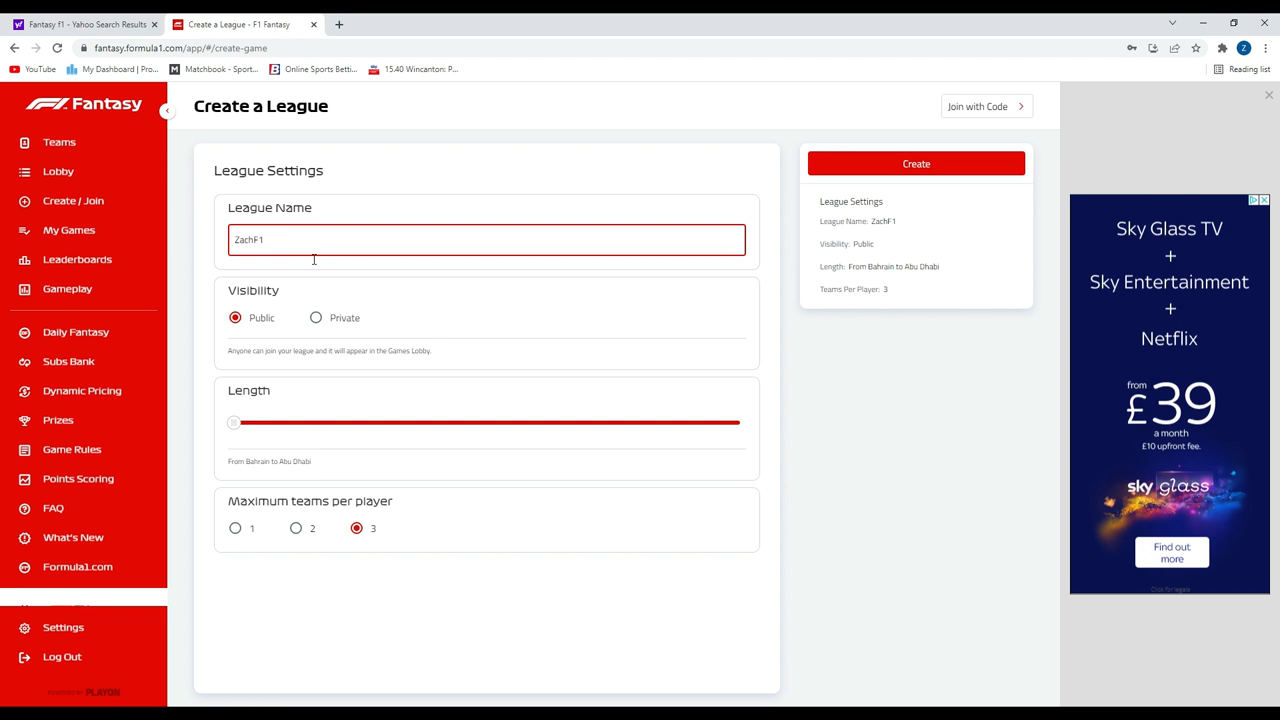 Fantasy f1 - Yahoo Search Results
Create a League - F1 Fantasy
fantasy.formula1.com/app/#/create-game
YouTube
My Dashboard | Pro...
Matchbook - Sport...
Online Sports Betti...
15.40 Wincanton: P...
Reading list
Fantasy
Teams
Lobby
Create / Join
My Games
Leaderboards
Gameplay
Daily Fantasy
Subs Bank
Dynamic Pricing
Prizes
Game Rules
Points Scoring
FAQ
What's New
Formula1.com
Settings
Log Out
POWERED BY PLAYON
Create a League
Join with Code
League Settings
League Name
ZachF1
Visibility
Public
Private
Anyone can join your league and it will appear in the Games Lobby.
Length
From Bahrain to Abu Dhabi
Maximum teams per player
1
2
3
Create
League Settings
League Name: ZachF1
Visibility: Public
Length: From Bahrain to Abu Dhabi
Teams Per Player: 3
Sky Glass TV
+
Sky Entertainment
+
Netflix
from
£39
a month
£10 upfront fee.
sky glass
Find out
more
Click for legals